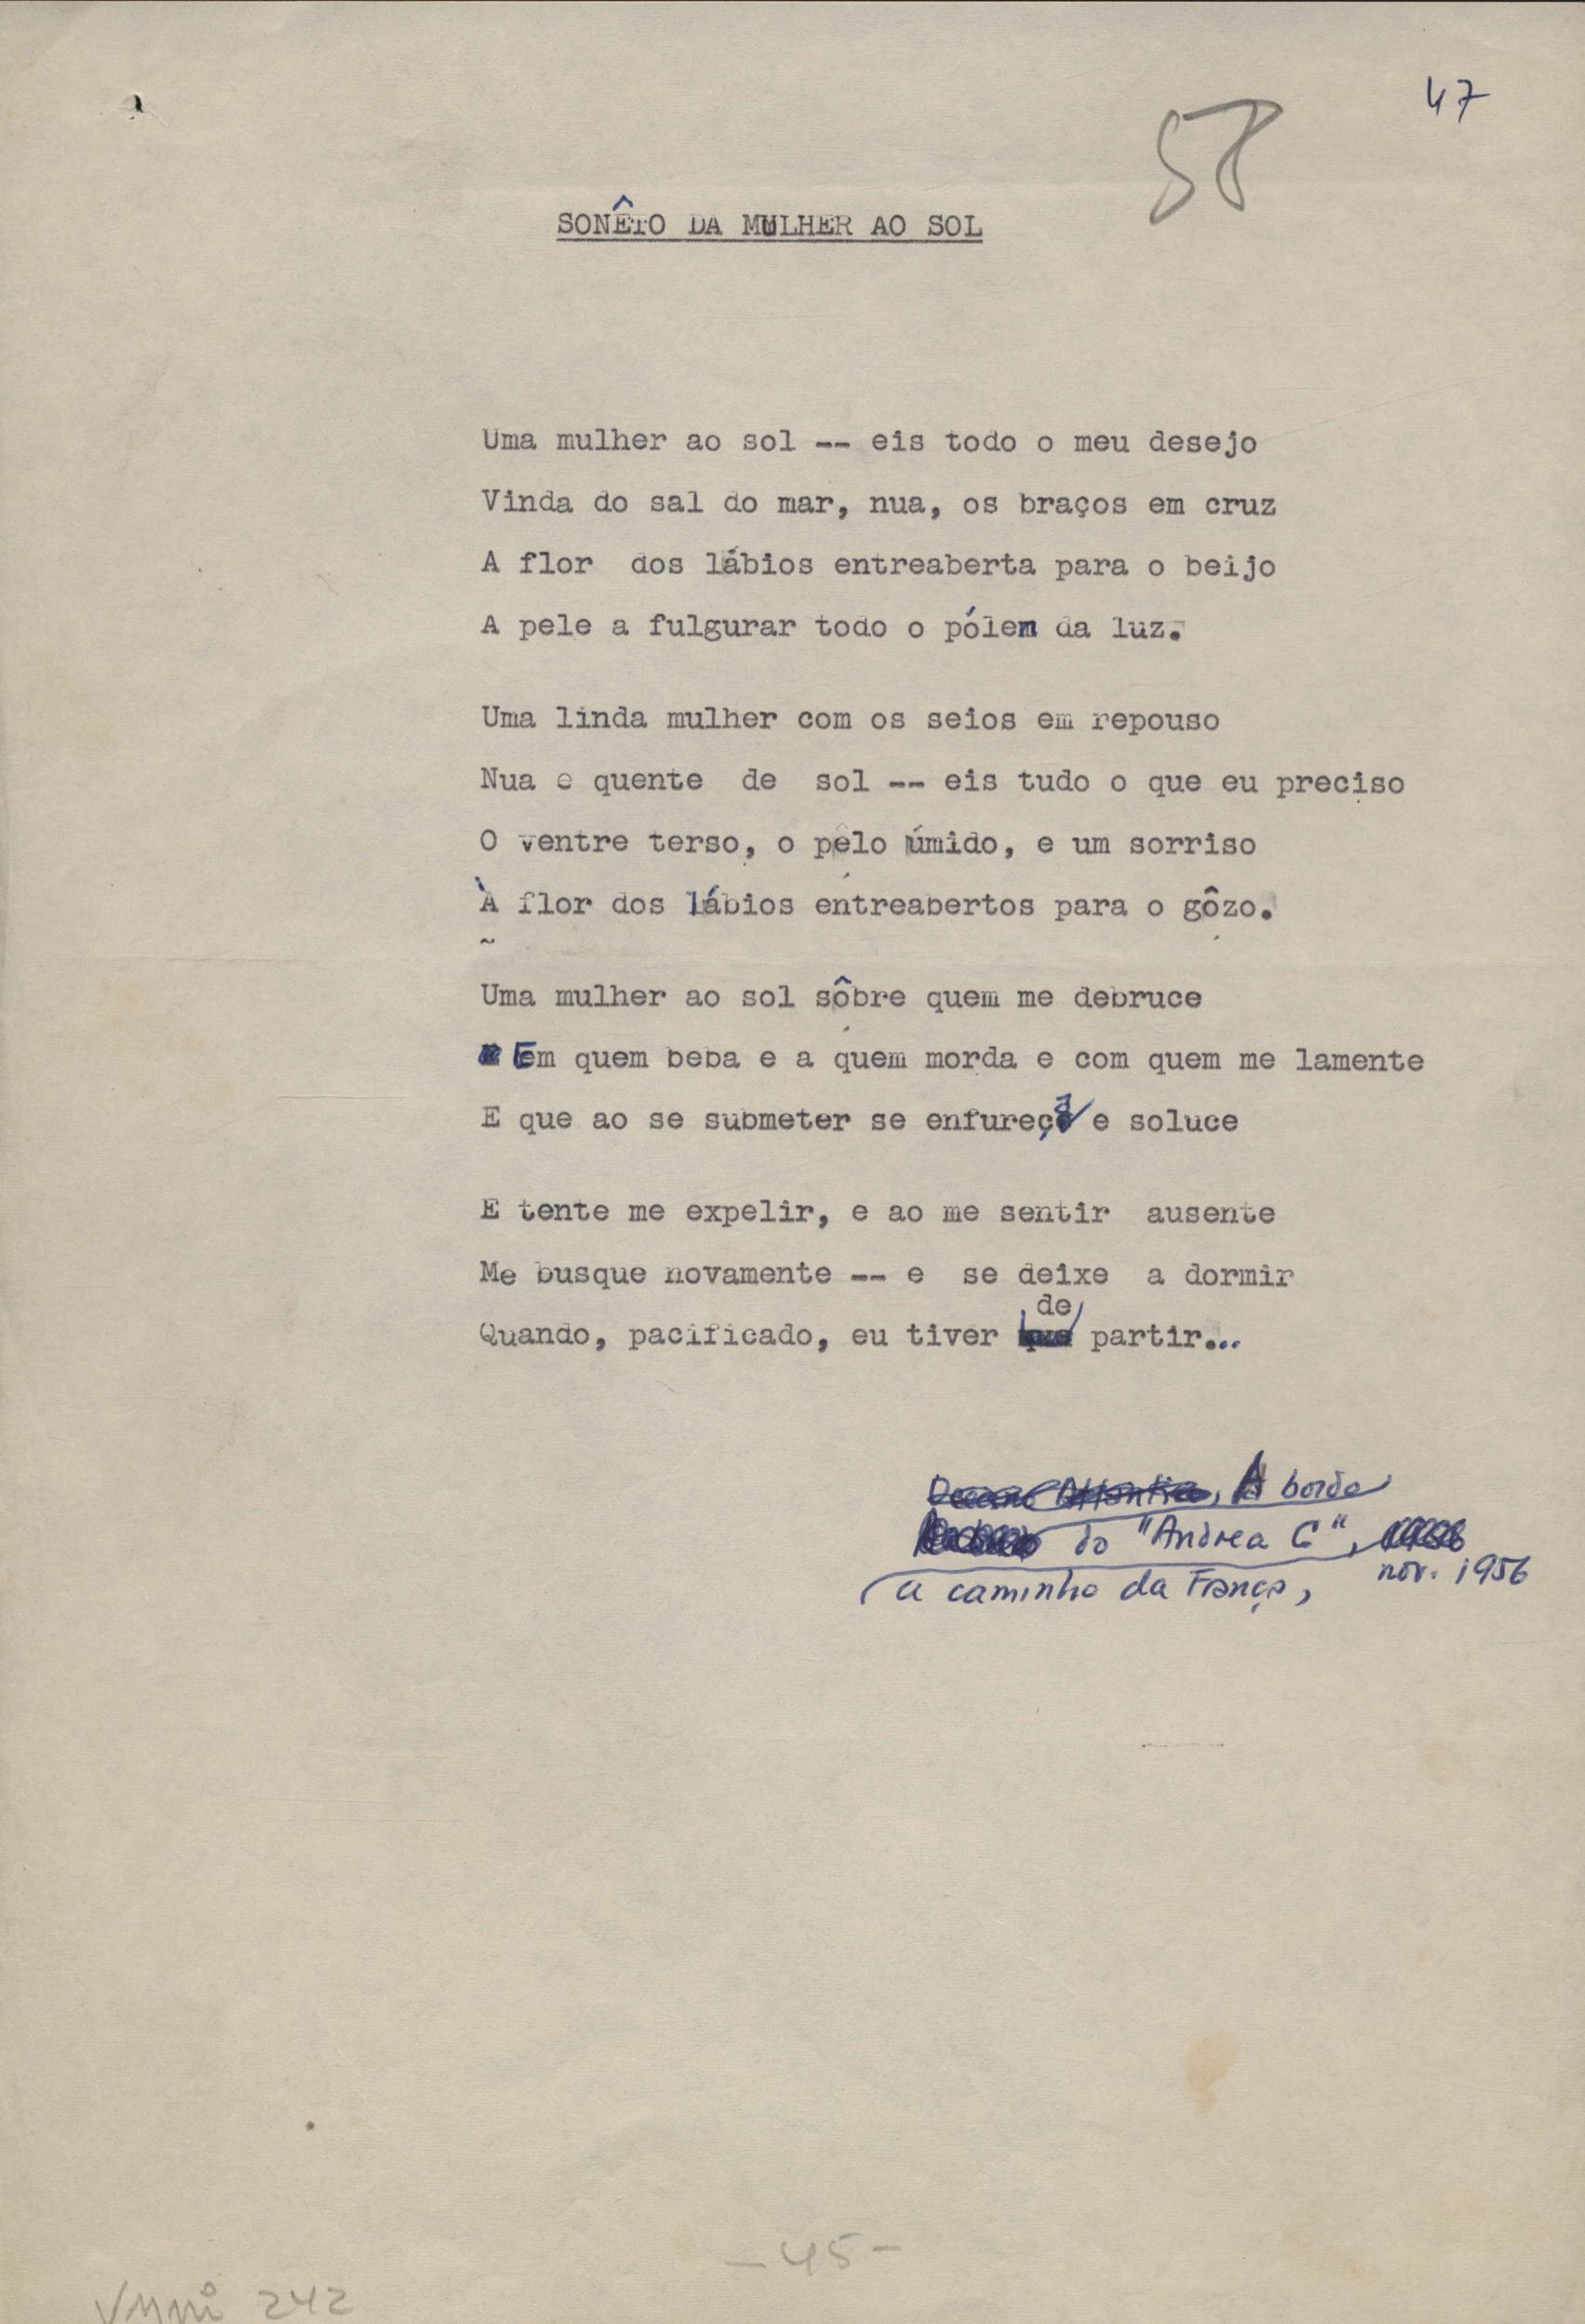 47
58
SONÊTO DA MULHER AO SOL
Uma mulher ao sol -- eis todo o meu desejo
Vinda do sal do mar, nua, os braços em cruz
A flor dos lábios entreaberta para o beijo
A pele a fulgurar todo o pólen da luz.
Uma linda mulher com os seios em repouso
Nua e quente de sol -- eis tudo o que eu preciso
O ventre terso, o pêlo úmido, e um sorriso
À flor dos lábios entreabertos para o gôzo.
~
Uma mulher ao sol sôbre quem me debruce
Em quem beba e a quem morda e com quem me lamente
E que ao se submeter se enfureça e soluce
E tente me expelir, e ao me sentir ausente
Me busque novamente -- e se deixe a dormir
de
Quando, pacificado, eu tiver que partir...
Oceano Atlântico, A bordo
do "Andrea C", 1956
nov. 1956
a caminho da França,
-45-
242